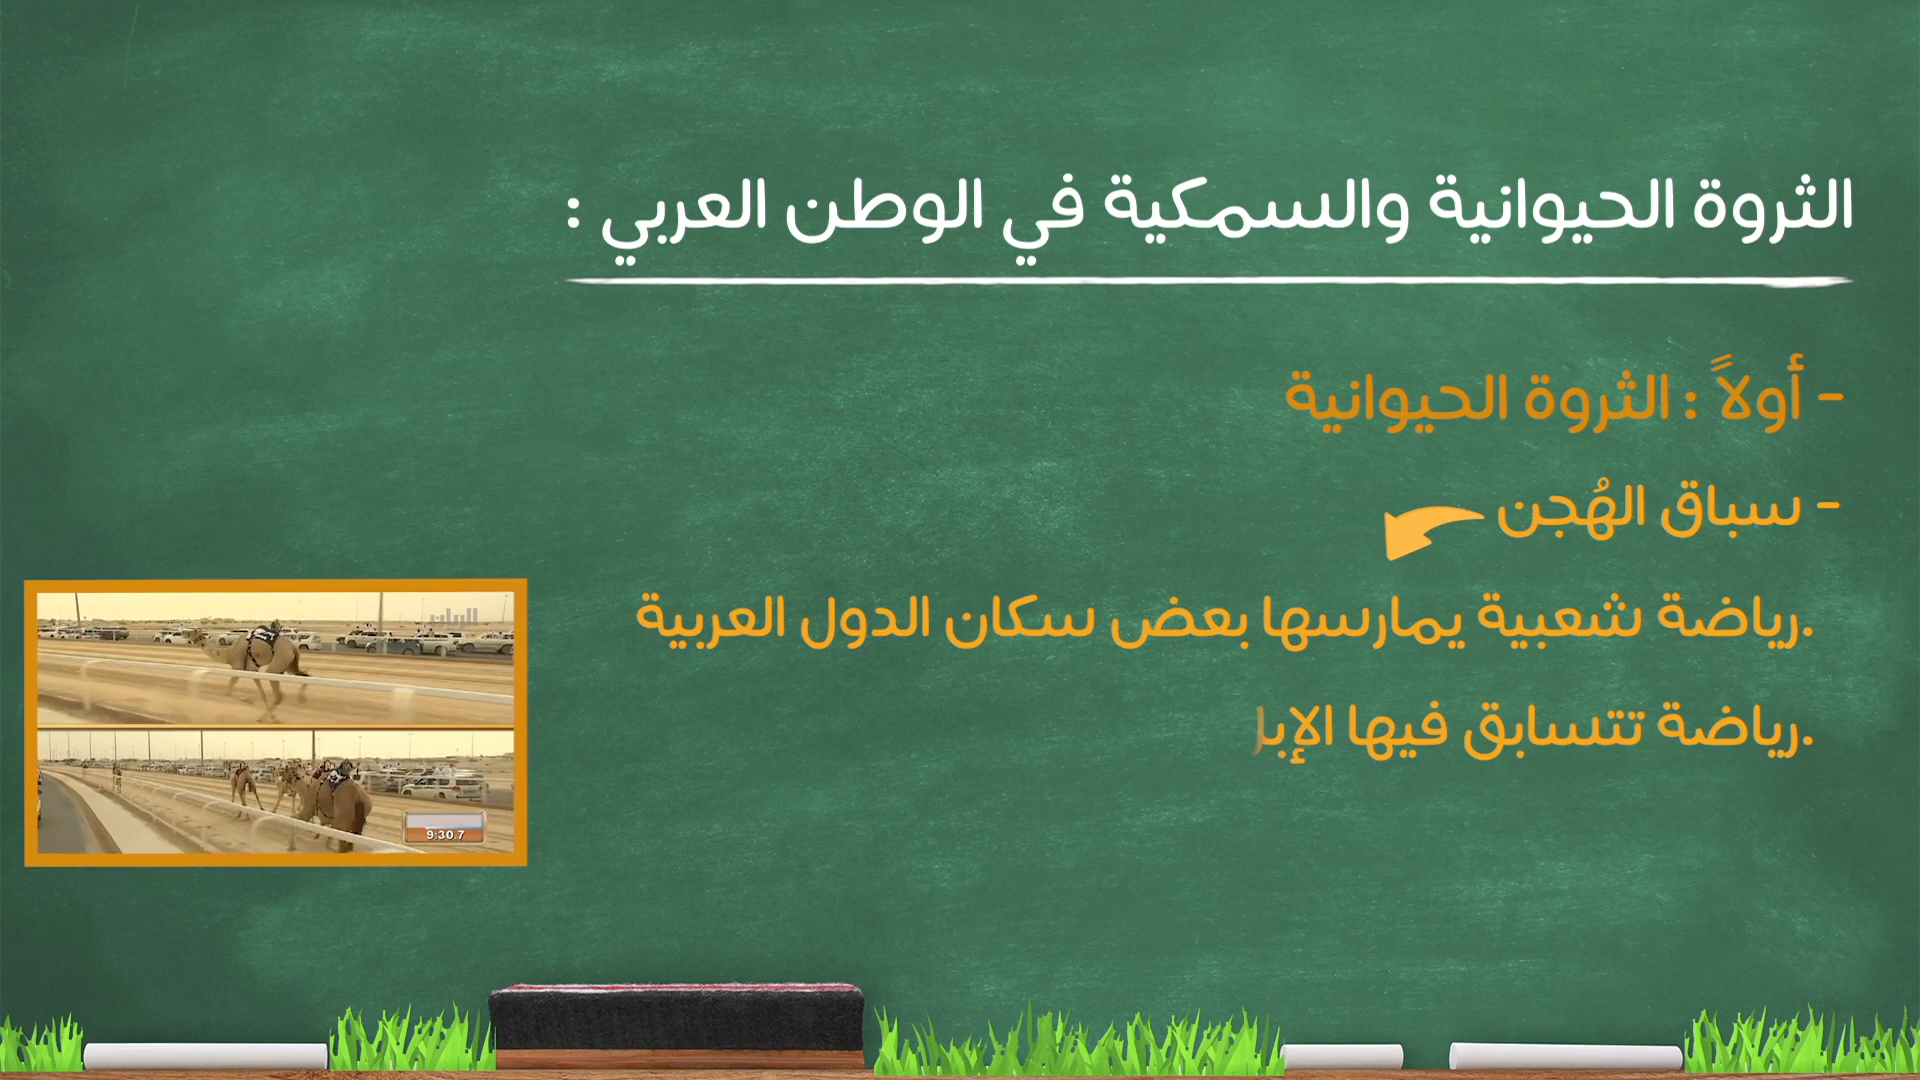 الثروة الحيوانية والسمكية في الوطن العربي :
- أولاً : الثروة الحيوانية
- سباق الهُجن
.رياضة شعبية يمارسها بعض سكان الدول العربية
.رياضة تتسابق فيها
9:30.7